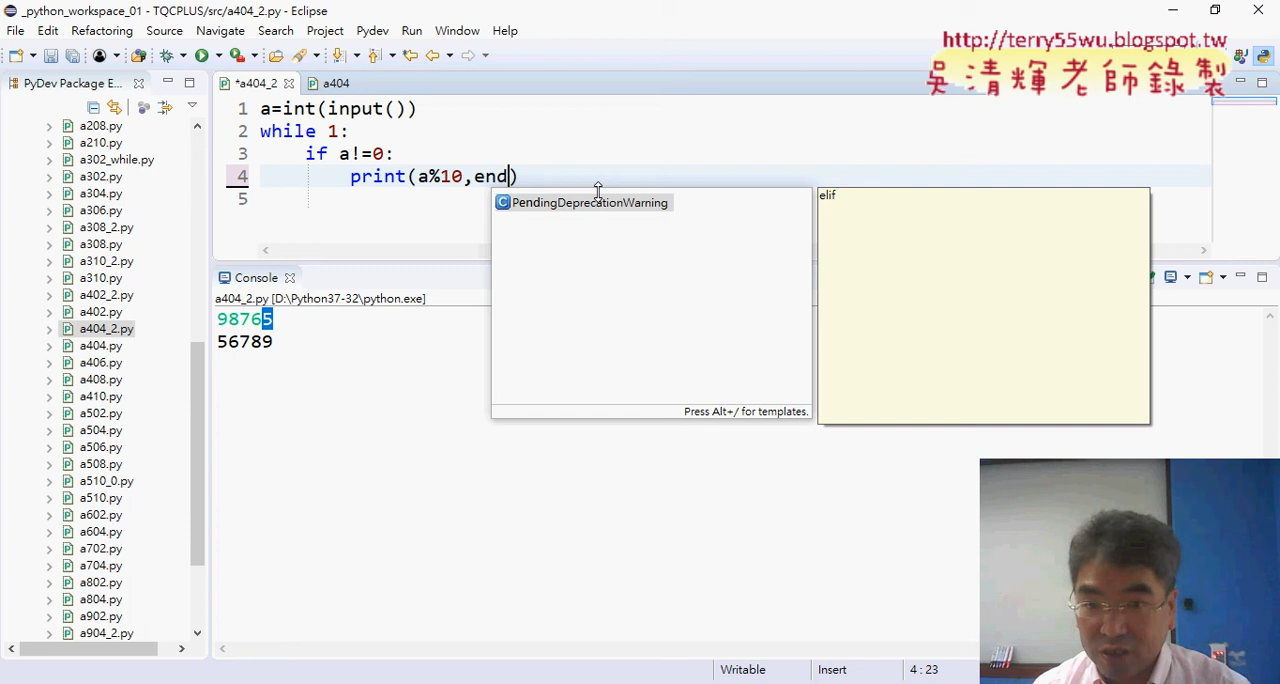 _python_workspace_01 - TQCPLUS/src/a404_2.py - Eclipse
File Edit Refactoring Source Navigate Search Project Pydev Run Window Help
http://terry55wu.blogspot.tw
吳清輝老師錄製
PyDev Package E...
*a404_2
a404
1 a=int(input())
2 while 1:
3 if a!=0:
4 print(a%10,end)
5
PendingDeprecationWarning
Press Alt+/ for templates.
elif
a208.py
a210.py
a302_while.py
a302.py
a304.py
a306.py
a308_2.py
a308.py
a310_2.py
a310.py
a402_2.py
a402.py
a404_2.py
a404.py
a406.py
a408.py
a410.py
a502.py
a504.py
a506.py
a508.py
a510_0.py
a510.py
a602.py
a604.py
a702.py
a704.py
a802.py
a804.py
a902.py
a904_2.py
Console
a404_2.py [D:\Python37-32\python.exe]
98765
56789
Writable Insert 4 : 23